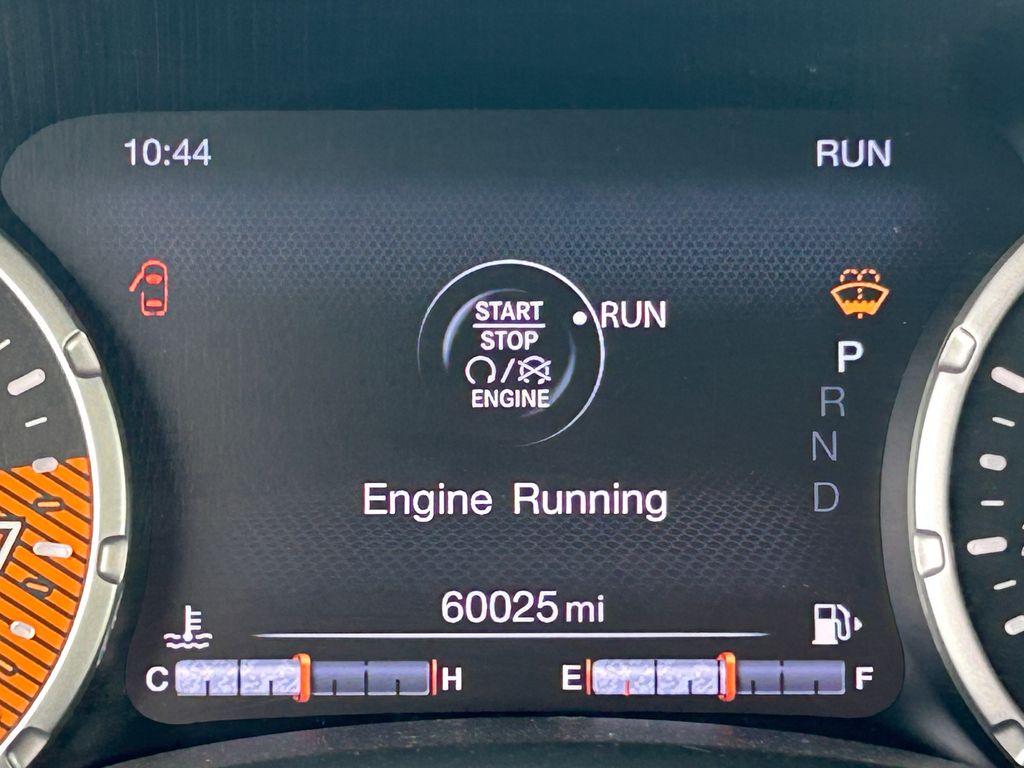 10:44
RUN
START
STOP
RUN
ENGINE
P
R
N
D
Engine Running
60025 mi
C
H
E
F